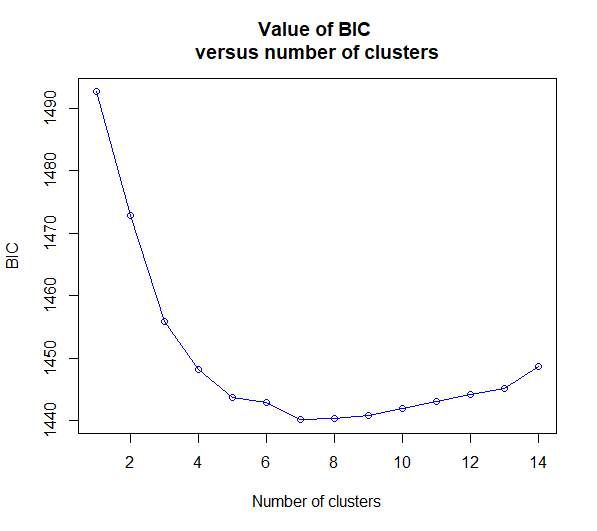 Value of BIC
versus number of clusters
1490
1480
1470
1460
1450
1440
BIC
2 4 6 8 10 12 14
Number of clusters